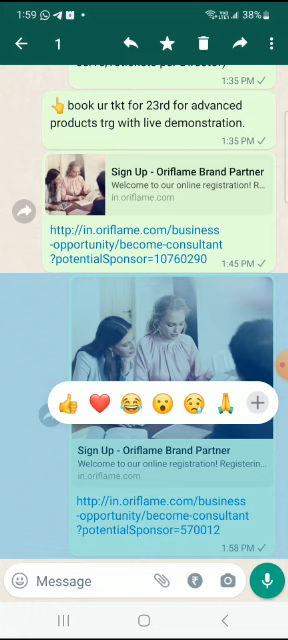 1:59
38%
1
1:35 PM
👆book ur tkt for 23rd for advanced
products trg with live demonstration.
1:35 PM
Sign Up - Oriflame Brand Partner
Welcome to our online registration! R...
in.oriflame.com
http://in.oriflame.com/business
-opportunity/become-consultant
?potentialSponsor=10760290
1:45 PM
Sign Up - Oriflame Brand Partner
Welcome to our online registration! Registerin...
in.oriflame.com
http://in.oriflame.com/business
-opportunity/become-consultant
?potentialSponsor=570012
1:58 PM
Message